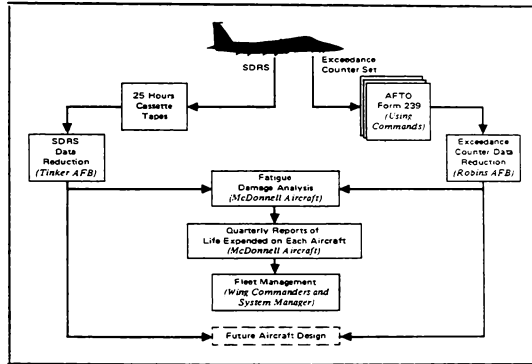 SDRS
Exceedance
Counter Set
25 Hours
Cassette
Tapes
AFTO
Form 239
(Using
Commands)
SDRS
Data
Reduction
(Tinker AFB)
Exceedance
Counter Data
Reduction
(Robins AFB)
Fatigue
Damage Analysis
(McDonnell Aircraft)
Quarterly Reports of
Life Expended on Each Aircraft
(McDonnell Aircraft)
Fleet Management
(Wing Commanders and
System Manager)
Future Aircraft Design